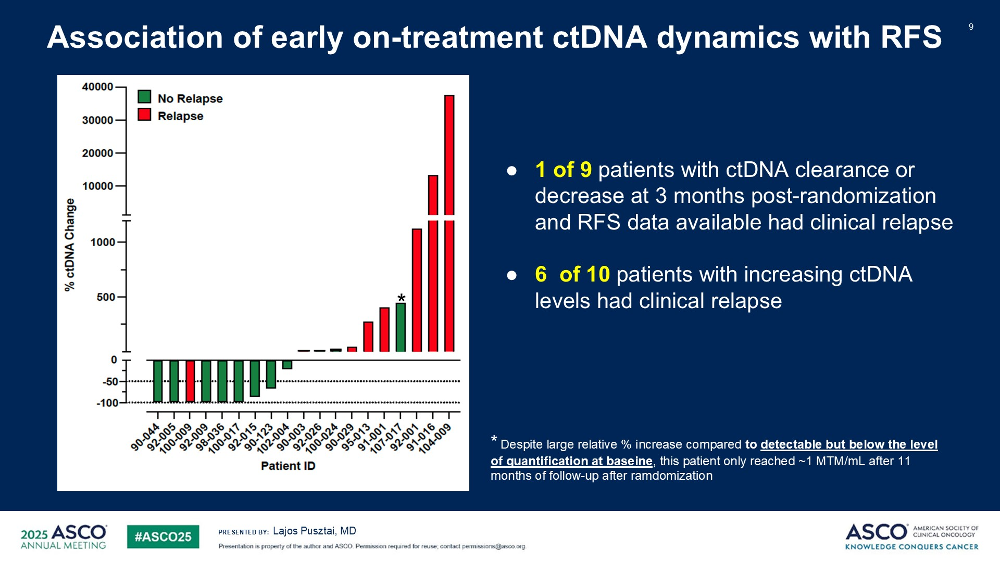 Association of early on-treatment ctDNA dynamics with RFS
9
40000
30000
20000
10000
1000
500
0
-50
-100
% ctDNA Change
No Relapse
Relapse
*
90-044
92-005
100-009
92-009
98-036
100-017
92-015
90-123
102-004
90-003
92-026
100-024
90-029
95-013
91-001
107-017
92-001
91-016
104-009
Patient ID
● 1 of 9 patients with ctDNA clearance or
decrease at 3 months post-randomization
and RFS data available had clinical relapse
● 6 of 10 patients with increasing ctDNA
levels had clinical relapse
* Despite large relative % increase compared to detectable but below the level
of quantification at baseline, this patient only reached ~1 MTM/mL after 11
months of follow-up after ramdomization
2025 ASCO
ANNUAL MEETING
#ASCO25
PRESENTED BY: Lajos Pusztai, MD
Presentation is property of the author and ASCO. Permission required for reuse; contact permissions@asco.org.
ASCO AMERICAN SOCIETY OF
CLINICAL ONCOLOGY
KNOWLEDGE CONQUERS CANCER